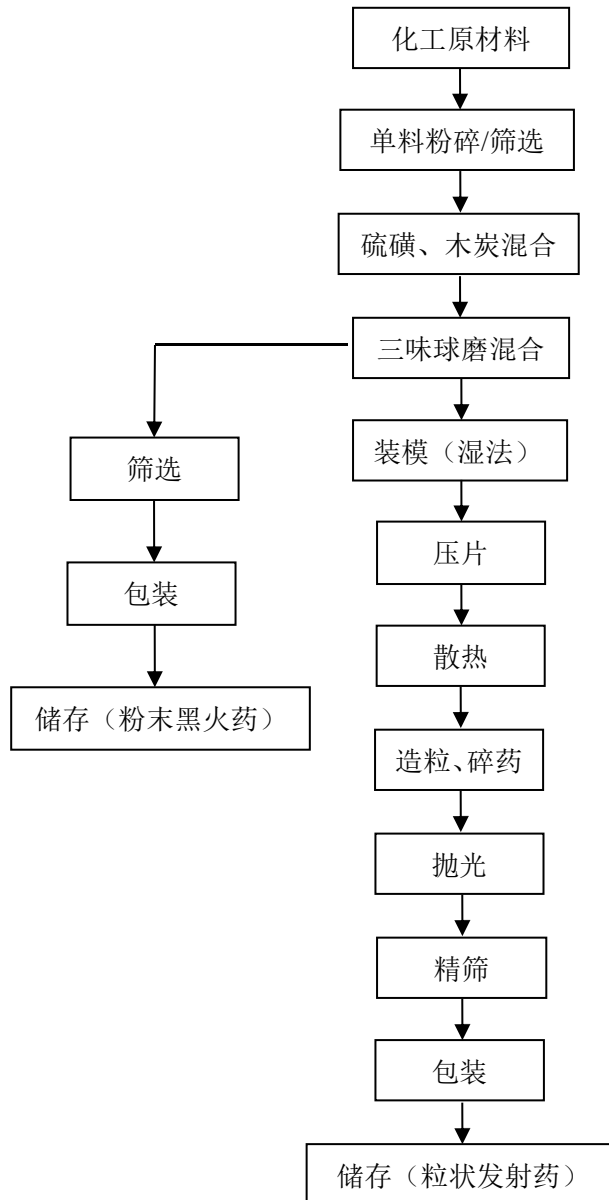 化工原材料
单料粉碎/筛选
硫磺、木炭混合
三味球磨混合
筛选
包装
储存（粉末黑火药）
装模（湿法）
压片
散热
造粒、碎药
抛光
精筛
包装
储存（粒状发射药）